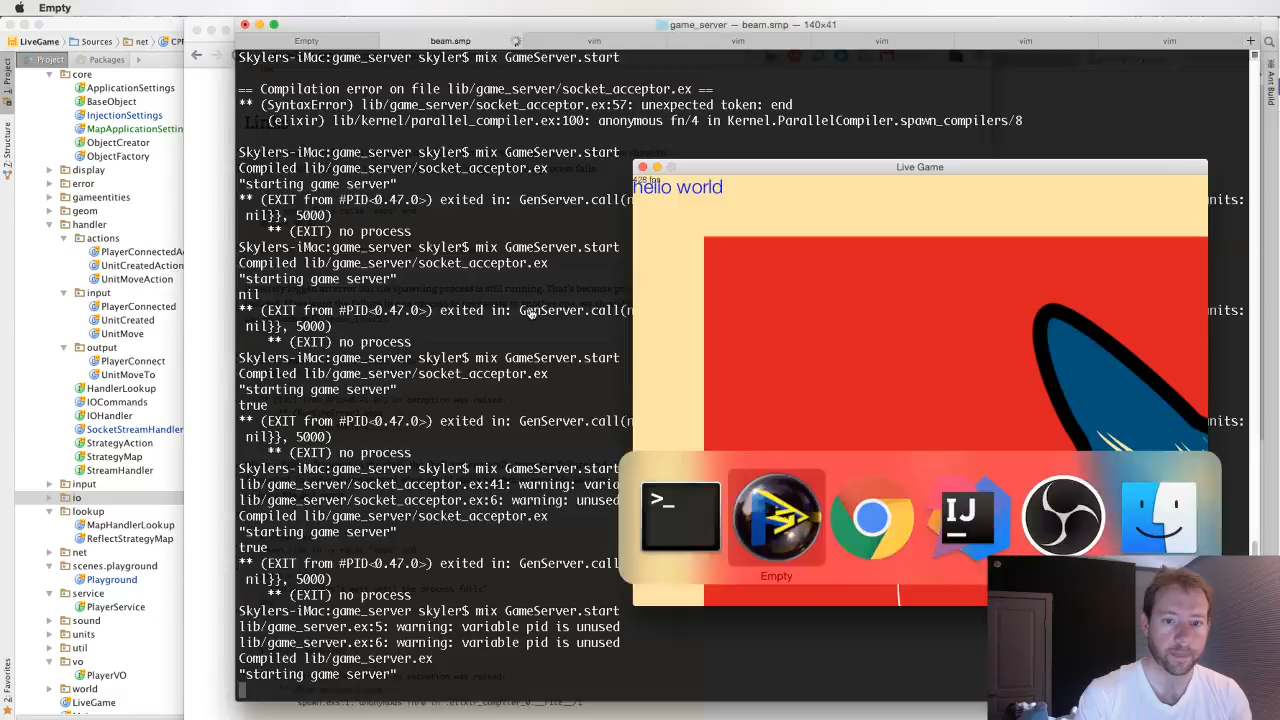 Empty
game_server — beam.smp — 140×41
LiveGame
Sources
net
Empty
beam.smp
vim
vim
vim
vim
vim
Project
Packages
1: Project
7: Structure
2: Favorites
Ant Build
core
ApplicationSettings
BaseObject
InjectionSettings
MapApplicationSettin
ObjectCreator
ObjectFactory
display
error
gameentities
geom
handler
actions
PlayerConnectedA
UnitCreatedAction
UnitMoveAction
input
PlayerConnected
UnitCreated
UnitMove
output
PlayerConnect
UnitMoveTo
HandlerLookup
IOCommands
IOHandler
SocketStreamHandler
StrategyAction
StrategyMap
StreamHandler
input
io
lookup
MapHandlerLookup
ReflectStrategyMap
net
scenes.playground
Playground
service
PlayerService
sound
units
util
vo
PlayerVO
world
LiveGame
Skylers-iMac:game_server skyler$ mix GameServer.start
== Compilation error on file lib/game_server/socket_acceptor.ex ==
** (SyntaxError) lib/game_server/socket_acceptor.ex:57: unexpected token: end
(elixir) lib/kernel/parallel_compiler.ex:100: anonymous fn/4 in Kernel.ParallelCompiler.spawn_compilers/8
Skylers-iMac:game_server skyler$ mix GameServer.start
Compiled lib/game_server/socket_acceptor.ex
"starting game server"
** (EXIT from #PID<0.47.0>) exited in: GenServer.call(n
units:
nil}}, 5000)
** (EXIT) no process
Skylers-iMac:game_server skyler$ mix GameServer.start
Compiled lib/game_server/socket_acceptor.ex
"starting game server"
nil
** (EXIT from #PID<0.47.0>) exited in: GenServer.call(n
units:
nil}}, 5000)
** (EXIT) no process
Skylers-iMac:game_server skyler$ mix GameServer.start
Compiled lib/game_server/socket_acceptor.ex
"starting game server"
true
** (EXIT from #PID<0.47.0>) exited in: GenServer.call(n
units:
nil}}, 5000)
** (EXIT) no process
Skylers-iMac:game_server skyler$ mix GameServer.start
lib/game_server/socket_acceptor.ex:41: warning: varia
lib/game_server/socket_acceptor.ex:6: warning: unused
Compiled lib/game_server/socket_acceptor.ex
"starting game server"
true
** (EXIT from #PID<0.47.0>) exited in: GenServer.call
nil}}, 5000)
** (EXIT) no process
Skylers-iMac:game_server skyler$ mix GameServer.start
lib/game_server.ex:5: warning: variable pid is unused
lib/game_server.ex:6: warning: variable pid is unused
Compiled lib/game_server.ex
"starting game server"
Live Game
428 fps
hello world
>_
IJ
Empty